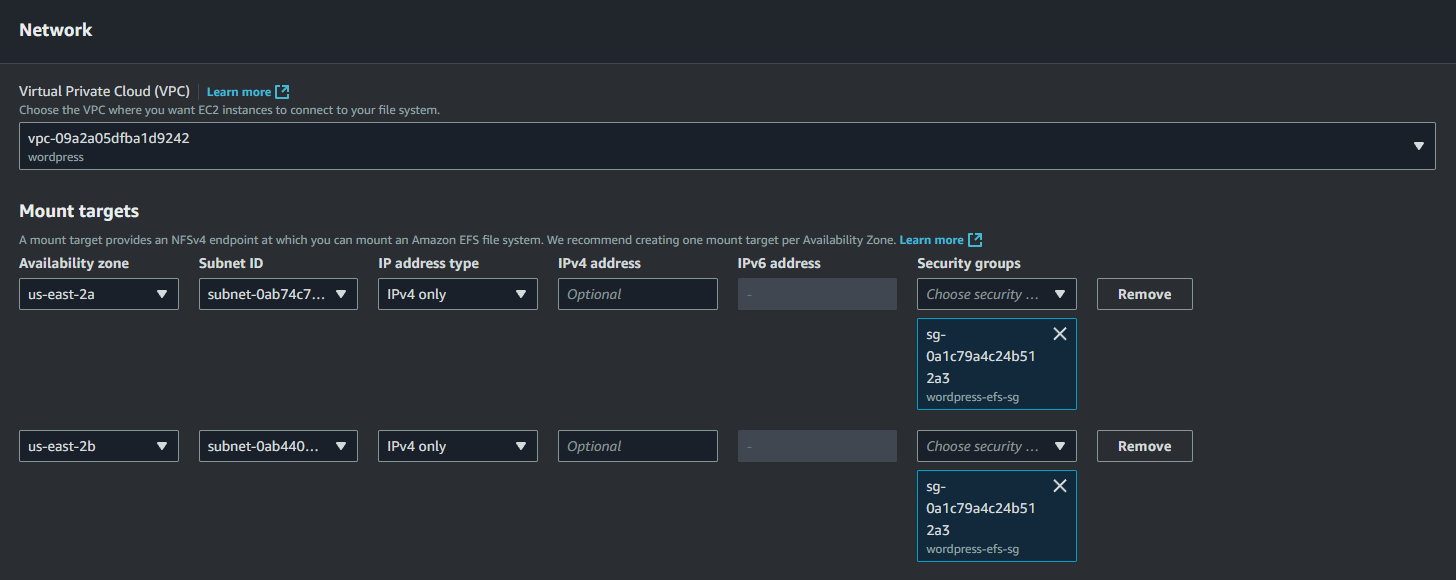 Network
Virtual Private Cloud (VPC) Learn more
Choose the VPC where you want EC2 instances to connect to your file system.
vpc-09a2a05dfba1d9242
wordpress
Mount targets
A mount target provides an NFSv4 endpoint at which you can mount an Amazon EFS file system. We recommend creating one mount target per Availability Zone. Learn more
Availability zone Subnet ID IP address type IPv4 address IPv6 address Security groups
us-east-2a subnet-0ab74c7... IPv4 only Optional - Choose security ... Remove
sg-
0a1c79a4c24b51
2a3
wordpress-efs-sg
us-east-2b subnet-0ab440... IPv4 only Optional - Choose security ... Remove
sg-
0a1c79a4c24b51
2a3
wordpress-efs-sg